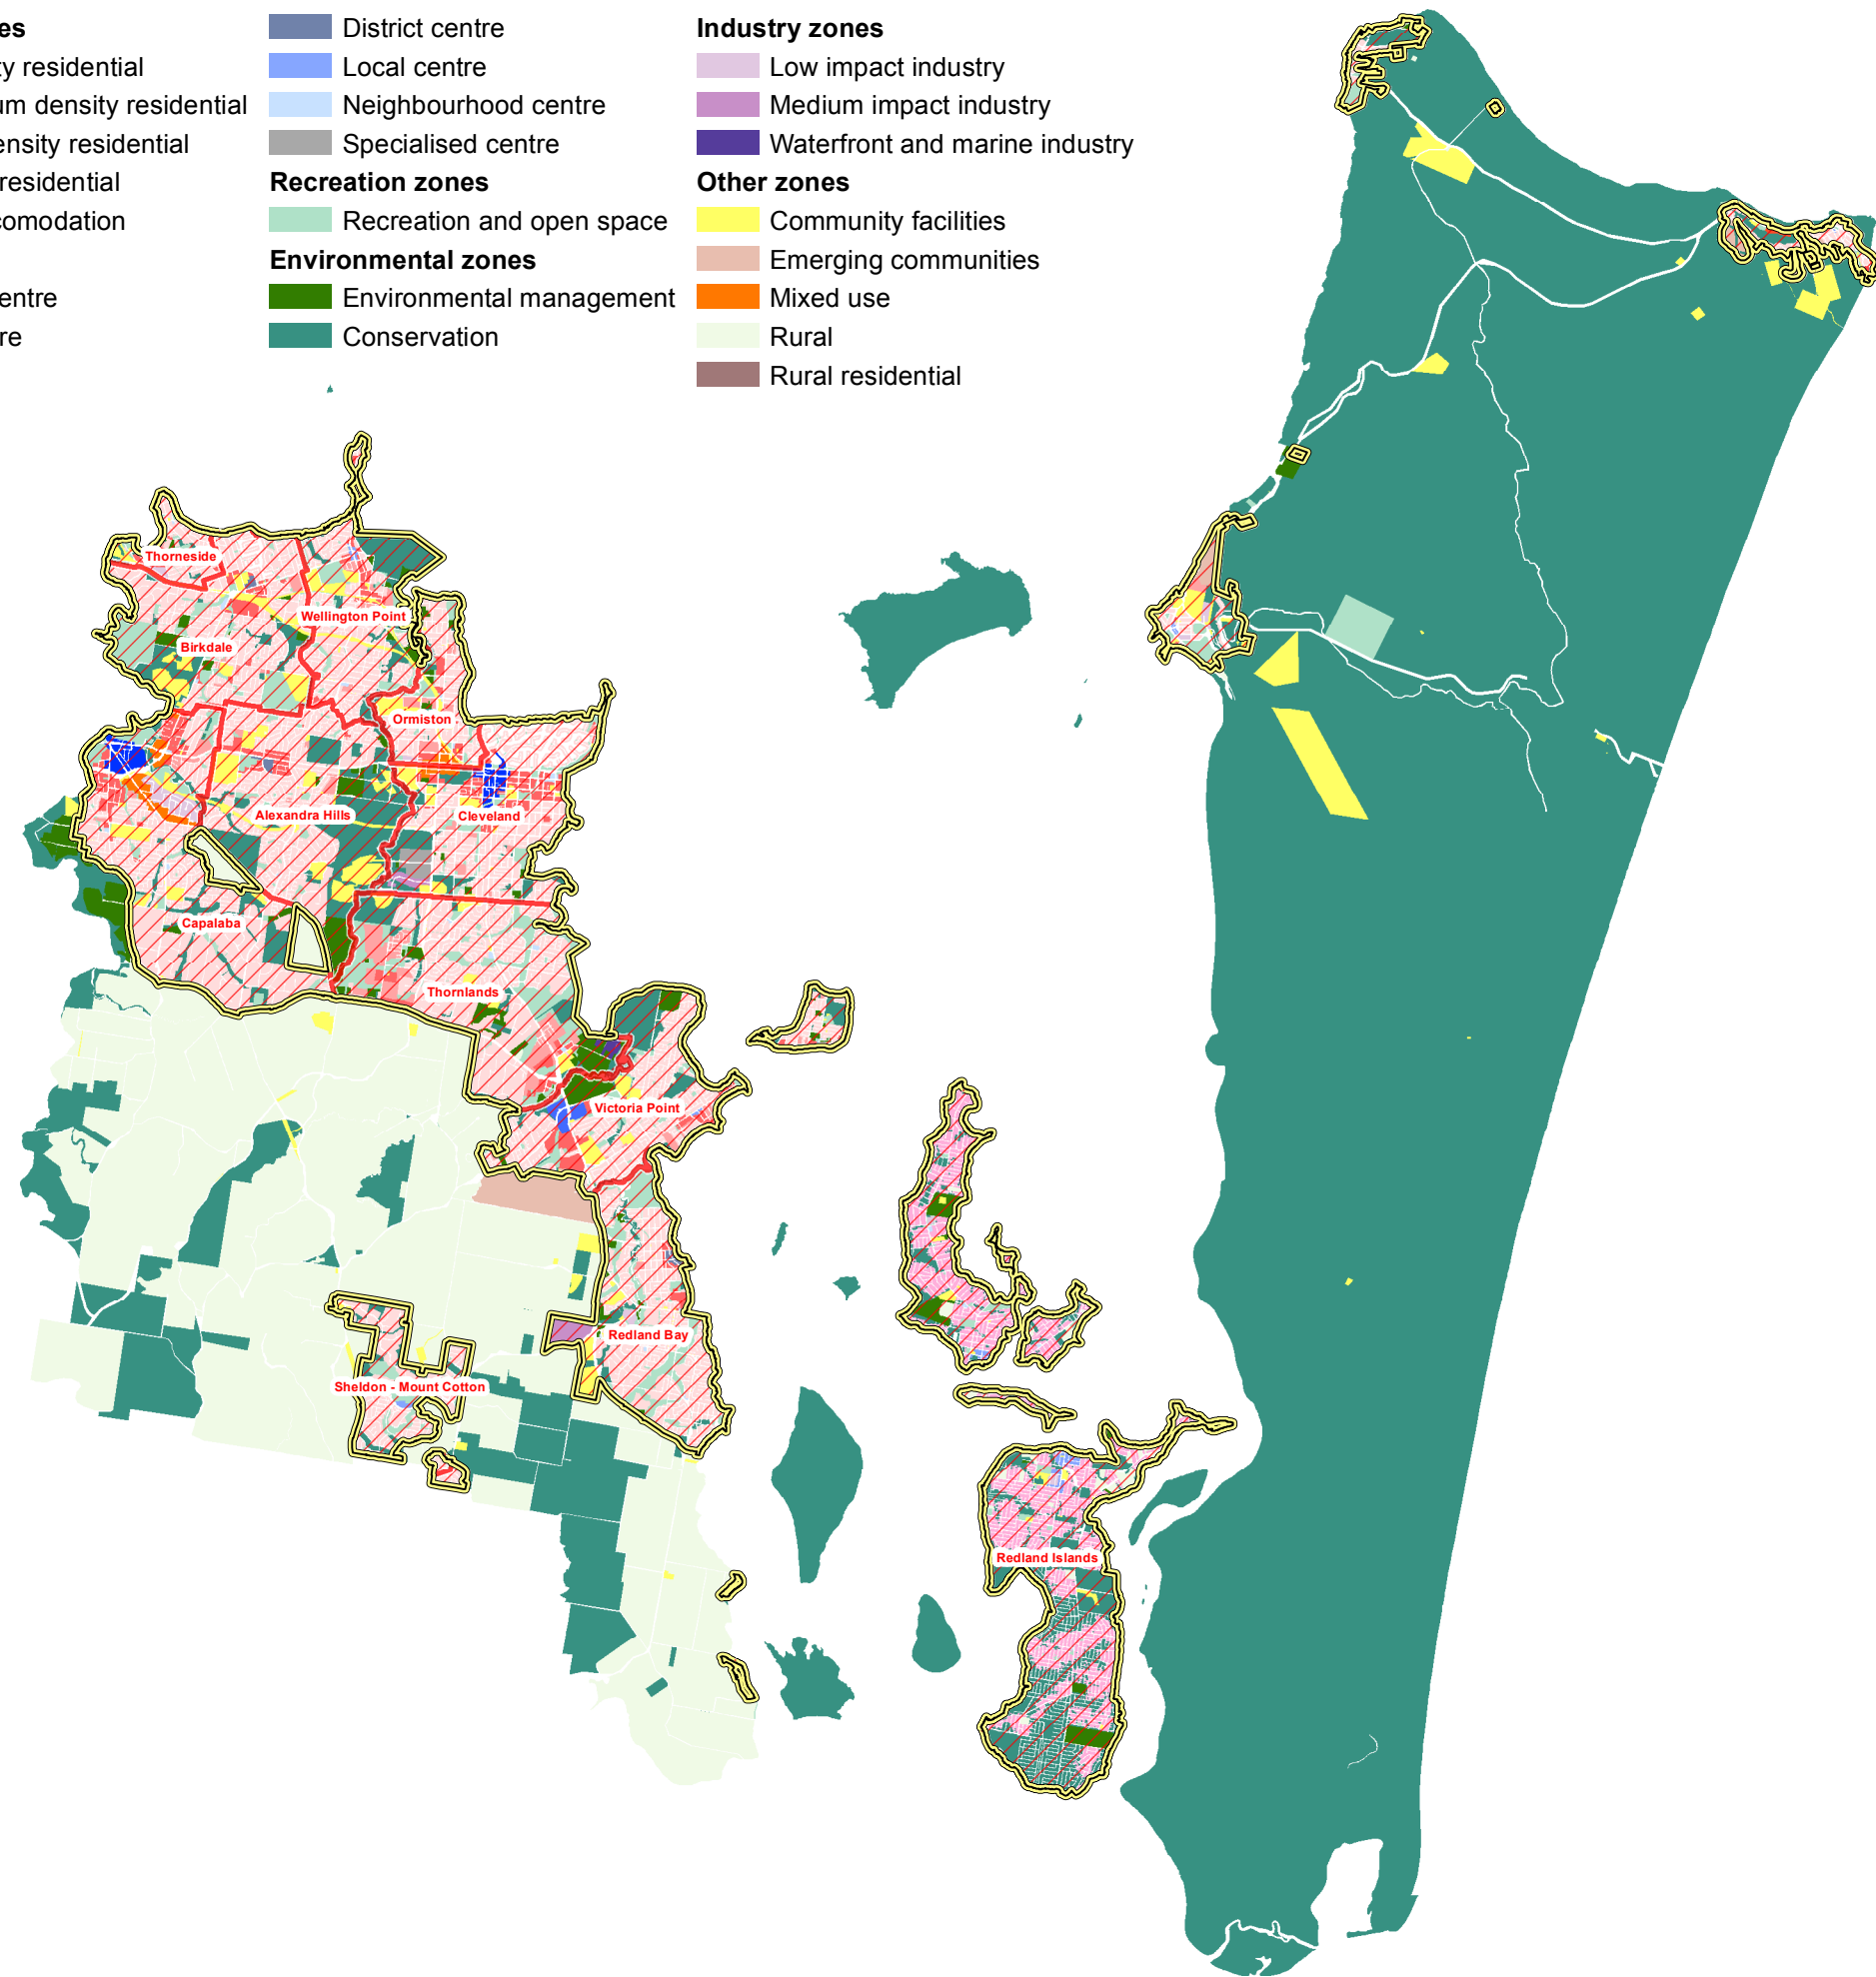 es
ty residential
um density residential
ensity residential
residential
comodation
entre
re
District centre
Local centre
Neighbourhood centre
Specialised centre
Recreation zones
Recreation and open space
Environmental zones
Environmental management
Conservation
Industry zones
Low impact industry
Medium impact industry
Waterfront and marine industry
Other zones
Community facilities
Emerging communities
Mixed use
Rural
Rural residential
Thorneside
Wellington Point
Birkdale
Ormiston
Alexandra Hills
Cleveland
Capalaba
Thornlands
Victoria Point
Redland Bay
Sheldon - Mount Cotton
Redland Islands